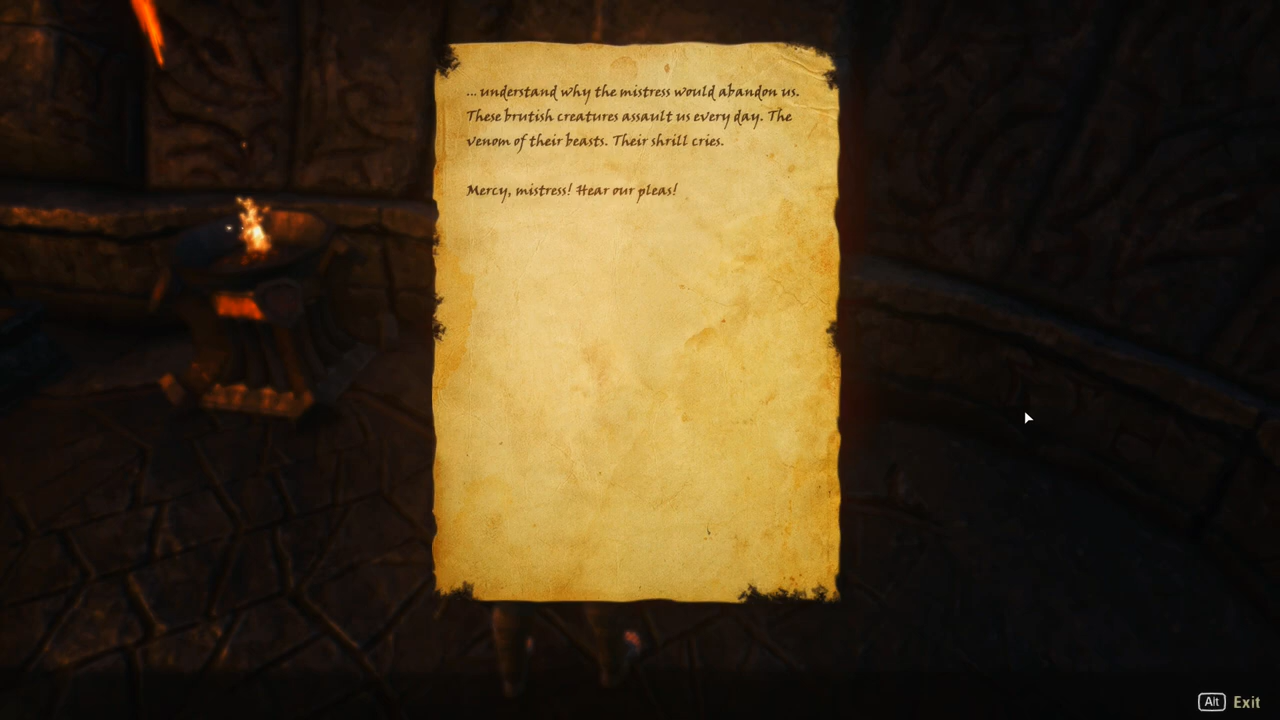 ... understand why the mistress would abandon us.
These brutish creatures assault us every day. The
venom of their beasts. Their shrill cries.
Mercy, mistress! Hear our pleas!
Alt Exit